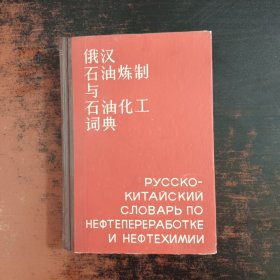 俄汉
石油炼制
与
石油化工
词典
РУССКО-
КИТАЙСКИЙ
СЛОВАРЬ ПО
НЕФТЕПЕРЕРАБОТКЕ
И НЕФТЕХИМИИ